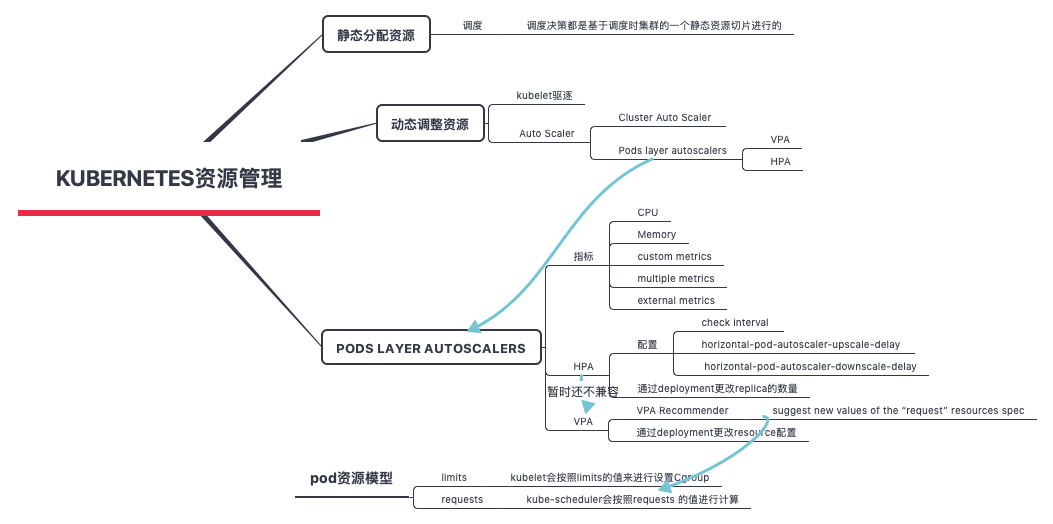 KUBERNETES资源管理
静态分配资源
调度
调度决策都是基于调度时集群的一个静态资源切片进行的
动态调整资源
kubelet驱逐
Auto Scaler
Cluster Auto Scaler
Pods layer autoscalers
VPA
HPA
PODS LAYER AUTOSCALERS
指标
CPU
Memory
custom metrics
multiple metrics
external metrics
HPA
配置
check interval
horizontal-pod-autoscaler-upscale-delay
horizontal-pod-autoscaler-downscale-delay
通过deployment更改replica的数量
暂时还不兼容
VPA
VPA Recommender
suggest new values of the “request” resources spec
通过deployment更改resource配置
pod资源模型
limits
kubelet会按照limits的值来进行设置Cgroup
requests
kube-scheduler会按照requests 的值进行计算